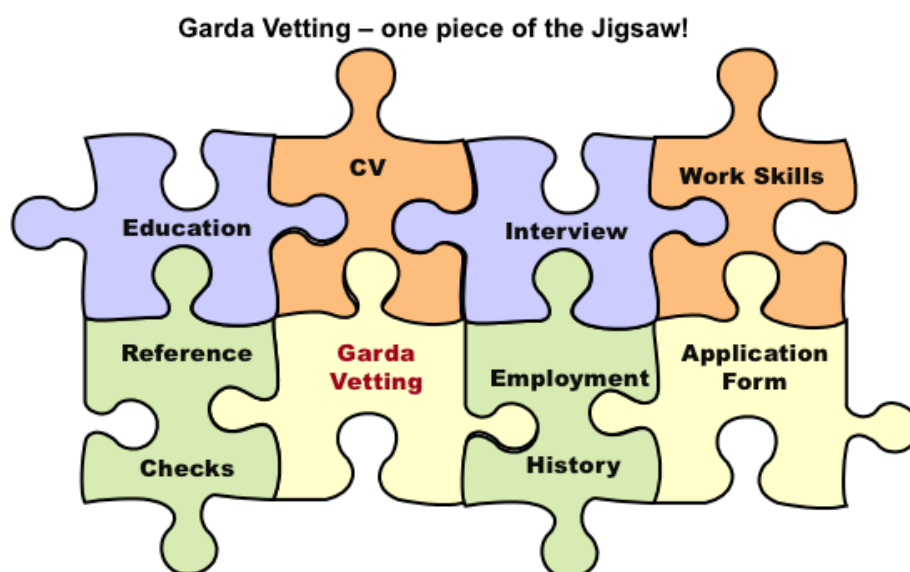 Garda Vetting – one piece of the Jigsaw!
CV
Work Skills
Education
Interview
Reference
Checks
Garda
Vetting
Employment
History
Application
Form